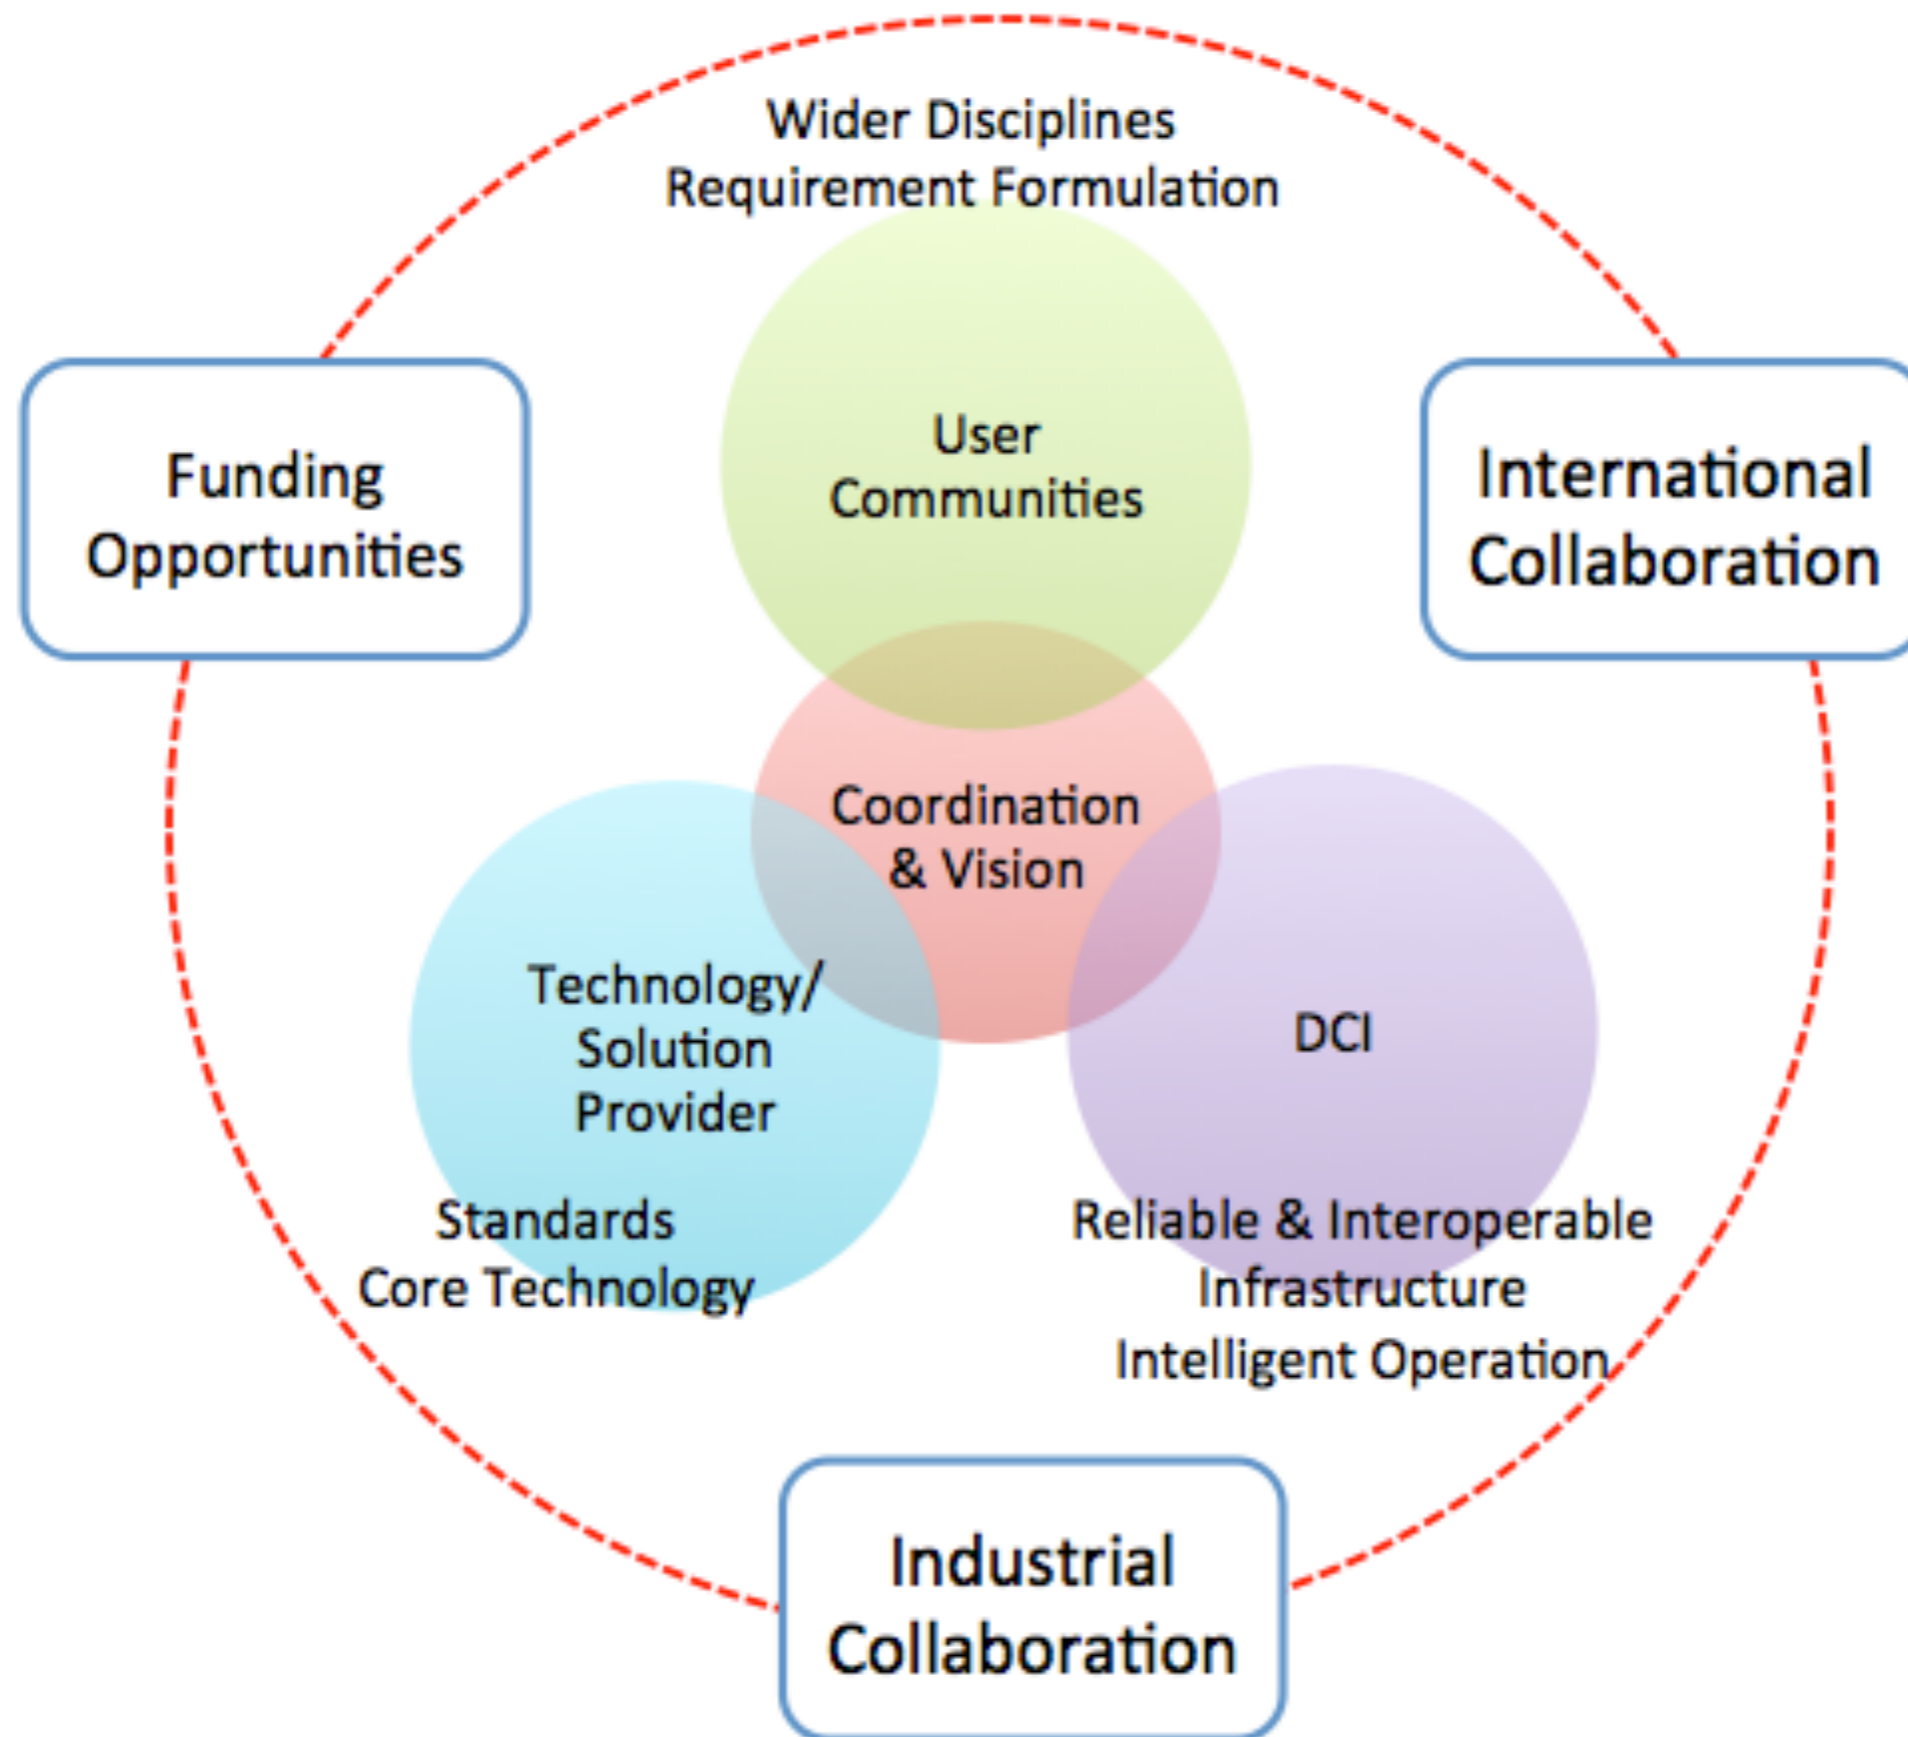 Wider Disciplines
Requirement Formulation
User
Communities
Funding
Opportunities
International
Collaboration
Coordination
& Vision
Technology/
Solution
Provider
DCI
Standards
Core Technology
Reliable & Interoperable
Infrastructure
Intelligent Operation
Industrial
Collaboration